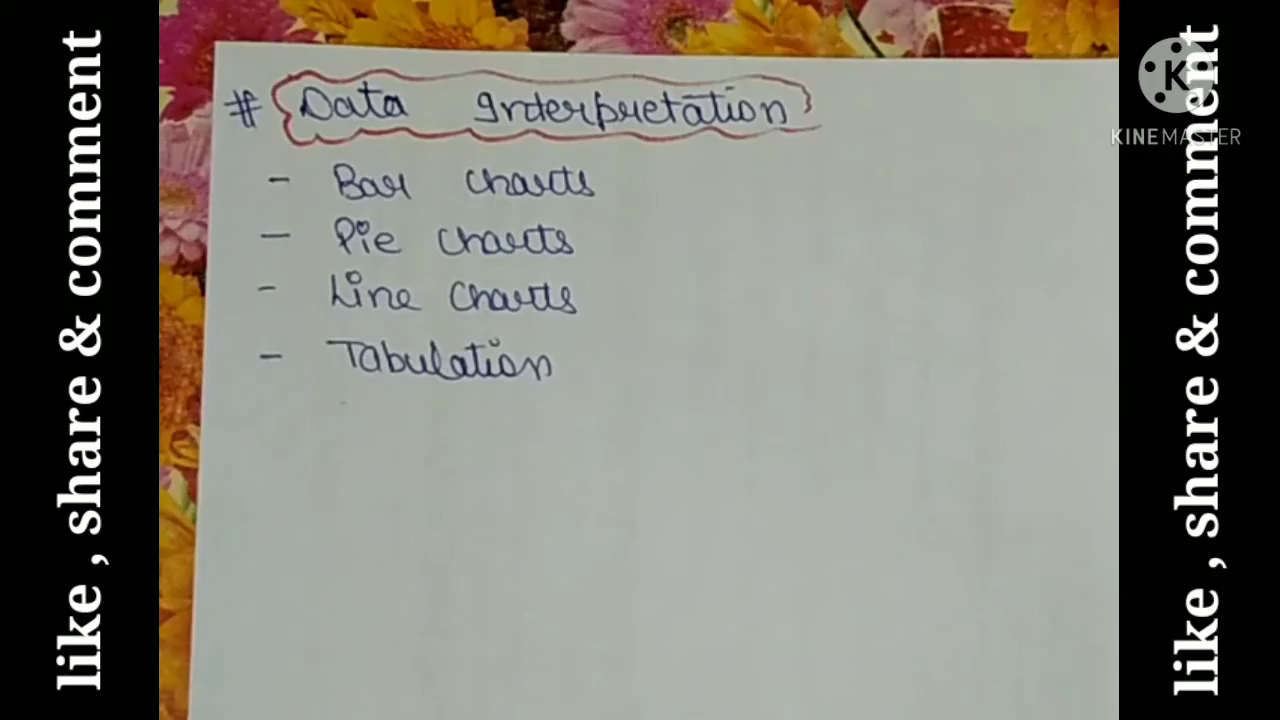 like , share & comment
# Data Interpretation
- Bar charts
- Pie charts
- Line charts
- Tabulation
K
KINEMASTER
like , share & comment